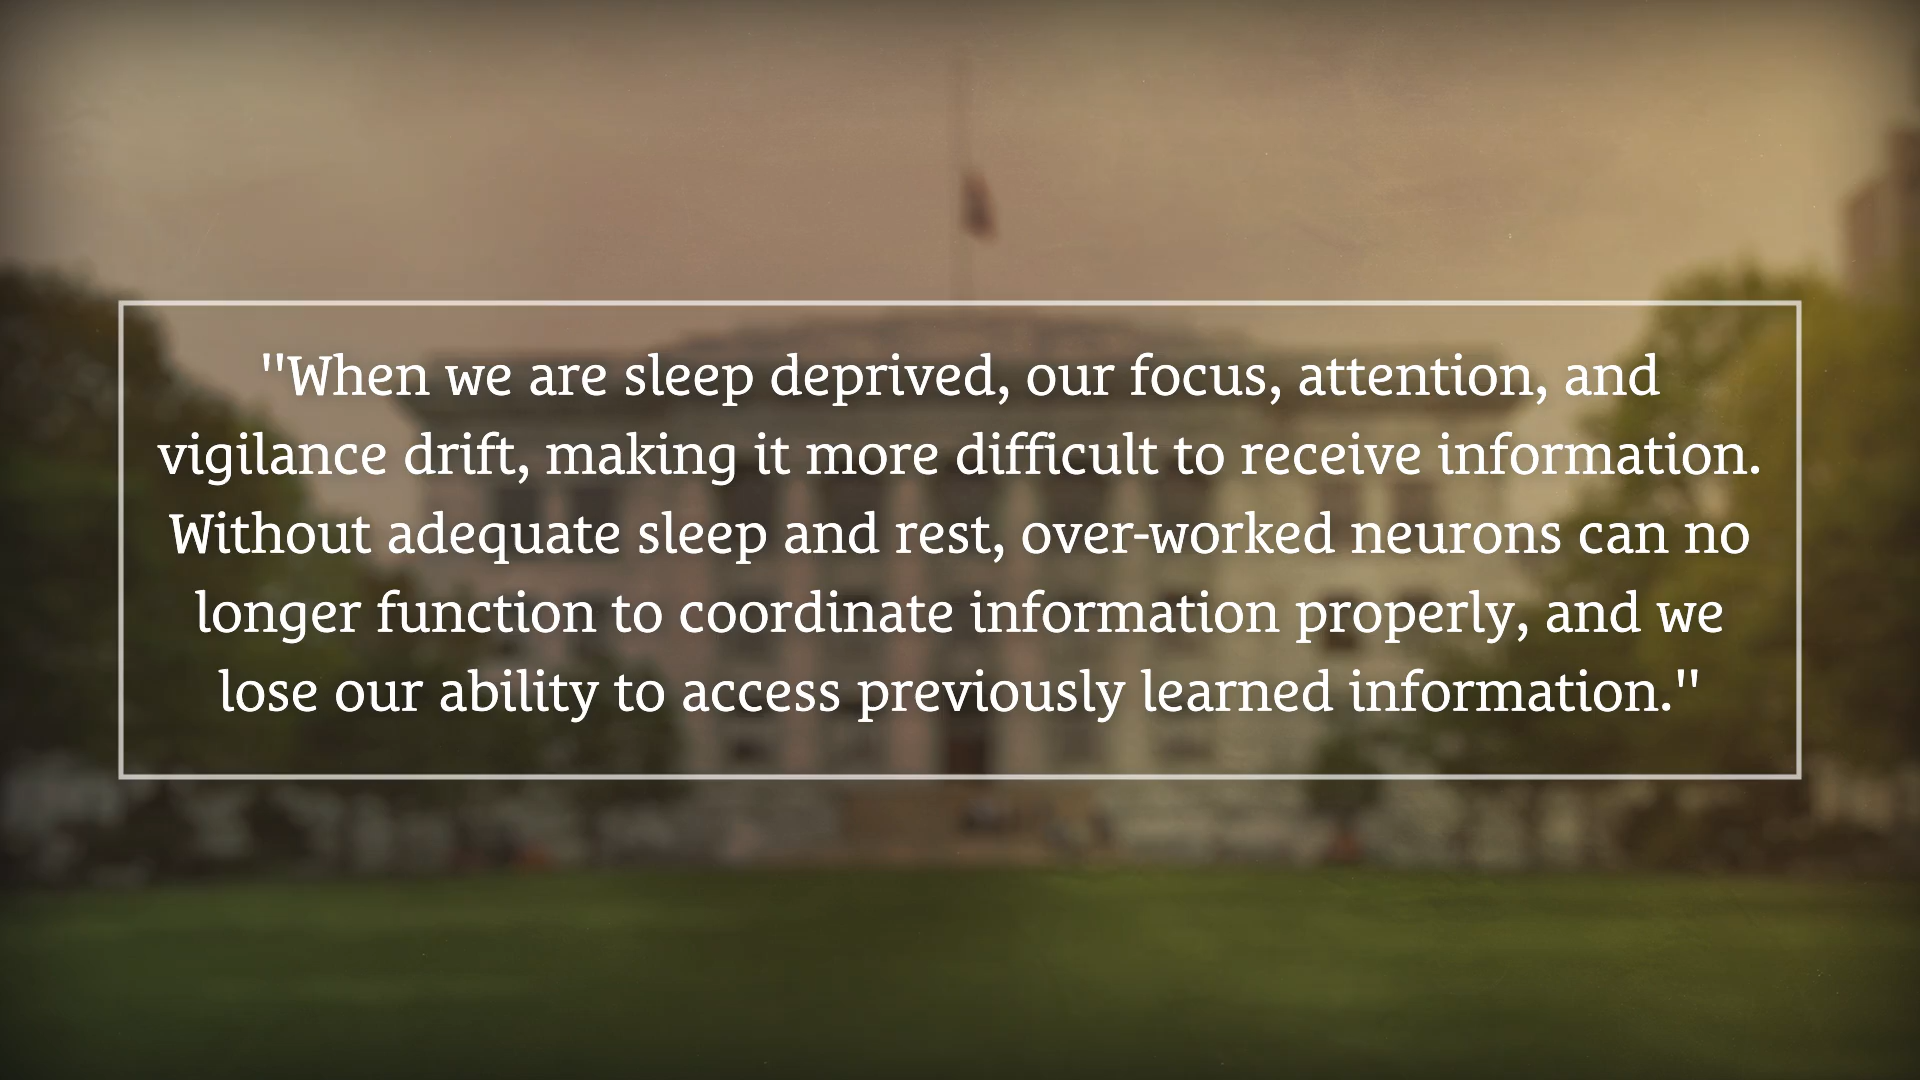 "When we are sleep deprived, our focus, attention, and
vigilance drift, making it more difficult to receive information.
Without adequate sleep and rest, over-worked neurons can no
longer function to coordinate information properly, and we
lose our ability to access previously learned information."